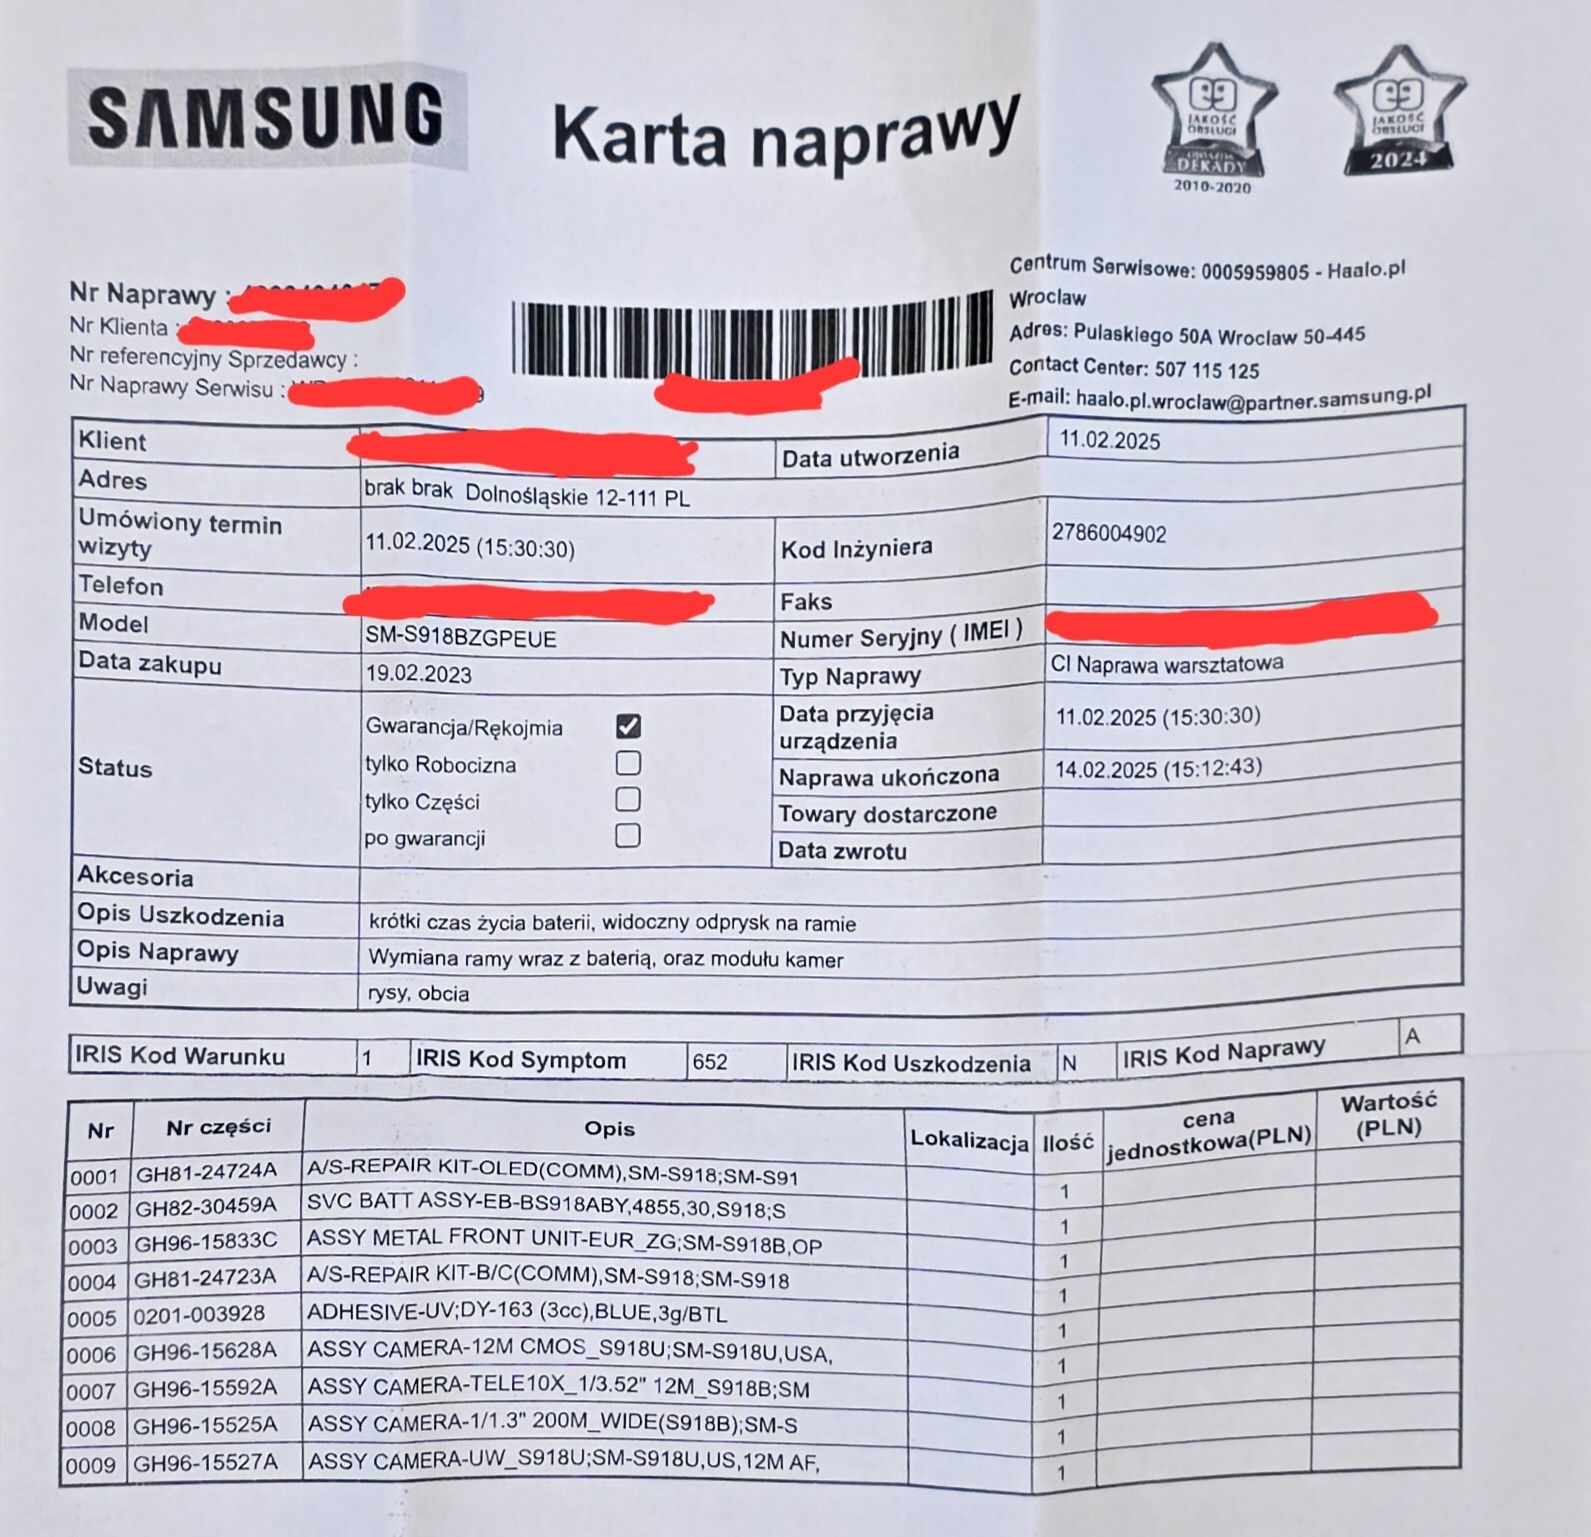 SAMSUNG
Karta naprawy
JAKOŚĆ
OBSŁUGI
GWIAZDA
DEKADY
2010-2020
JAKOŚĆ
OBSŁUGI
2024
Nr Naprawy :
Nr Klienta :
Nr referencyjny Sprzedawcy :
Nr Naprawy Serwisu :
Centrum Serwisowe: 0005959805 - Haalo.pl
Wroclaw
Adres: Pulaskiego 50A Wroclaw 50-445
Contact Center: 507 115 125
E-mail: haalo.pl.wroclaw@partner.samsung.pl
Klient
Data utworzenia 11.02.2025
Adres brak brak Dolnośląskie 12-111 PL
Umówiony termin
wizyty 11.02.2025 (15:30:30) Kod Inżyniera 2786004902
Telefon Faks
Model SM-S918BZGPEUE Numer Seryjny ( IMEI )
Data zakupu 19.02.2023 Typ Naprawy CI Naprawa warsztatowa
Status
Gwarancja/Rękojmia
tylko Robocizna
tylko Części
po gwarancji
Data przyjęcia
urządzenia 11.02.2025 (15:30:30)
Naprawa ukończona 14.02.2025 (15:12:43)
Towary dostarczone
Data zwrotu
Akcesoria
Opis Uszkodzenia krótki czas życia baterii, widoczny odprysk na ramie
Opis Naprawy Wymiana ramy wraz z baterią, oraz modułu kamer
Uwagi rysy, obcia
IRIS Kod Warunku 1 IRIS Kod Symptom 652 IRIS Kod Uszkodzenia N IRIS Kod Naprawy A
Nr Nr części Opis Lokalizacja Ilość cena jednostkowa(PLN) Wartość (PLN)
0001 GH81-24724A A/S-REPAIR KIT-OLED(COMM),SM-S918;SM-S91 1
0002 GH82-30459A SVC BATT ASSY-EB-BS918ABY,4855,30,S918;S 1
0003 GH96-15833C ASSY METAL FRONT UNIT-EUR_ZG;SM-S918B,OP 1
0004 GH81-24723A A/S-REPAIR KIT-B/C(COMM),SM-S918;SM-S918 1
0005 0201-003928 ADHESIVE-UV;DY-163 (3cc),BLUE,3g/BTL 1
0006 GH96-15628A ASSY CAMERA-12M CMOS_S918U;SM-S918U,USA, 1
0007 GH96-15592A ASSY CAMERA-TELE10X_1/3.52" 12M_S918B;SM 1
0008 GH96-15525A ASSY CAMERA-1/1.3" 200M_WIDE(S918B);SM-S 1
0009 GH96-15527A ASSY CAMERA-UW_S918U;SM-S918U,US,12M AF, 1